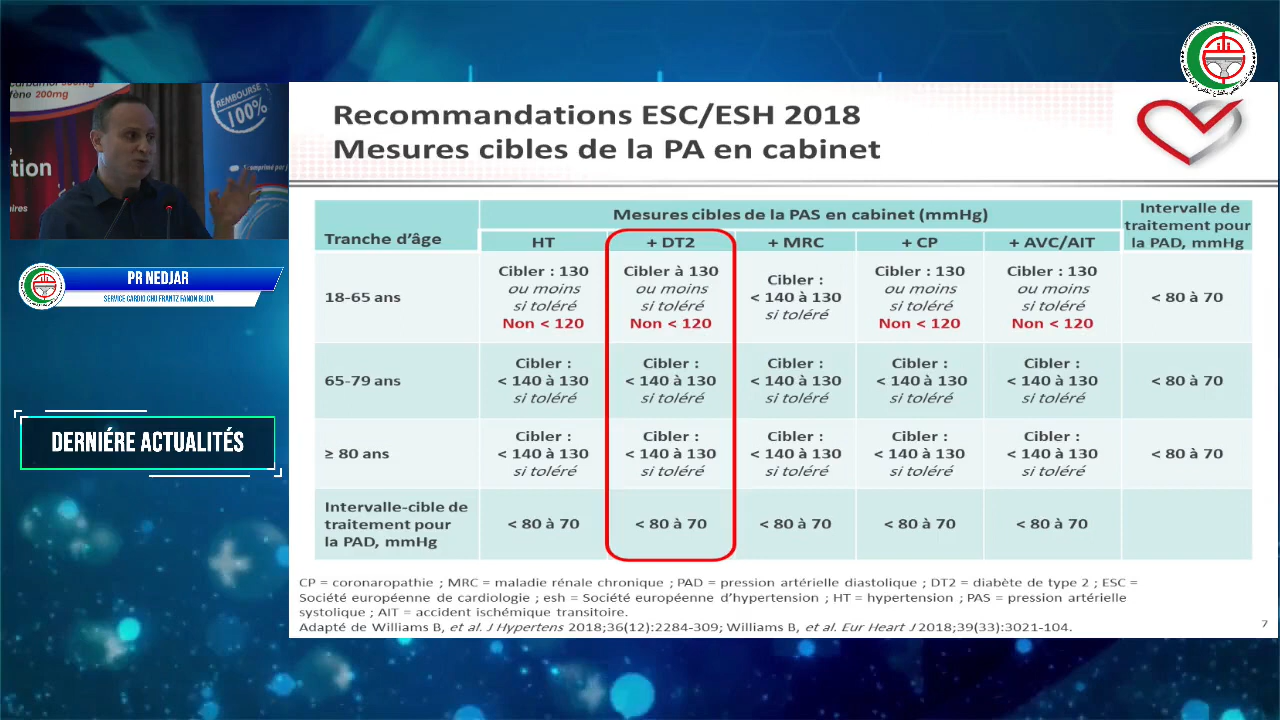 fène 200mg
tion
aires
REMBOURSÉ
100%
PR NEDJAR
SERVICE CARDIO CHU FRANTZ FANON BLIDA
DERNIÉRE ACTUALITÉS
Recommandations ESC/ESH 2018
Mesures cibles de la PA en cabinet
Tranche d’âge
Mesures cibles de la PAS en cabinet (mmHg)
Intervalle de
traitement pour
la PAD, mmHg
HT
+ DT2
+ MRC
+ CP
+ AVC/AIT
18-65 ans
Cibler : 130
ou moins
si toléré
Non < 120
Cibler à 130
ou moins
si toléré
Non < 120
Cibler :
< 140 à 130
si toléré
Cibler : 130
ou moins
si toléré
Non < 120
Cibler : 130
ou moins
si toléré
Non < 120
< 80 à 70
65-79 ans
Cibler :
< 140 à 130
si toléré
Cibler :
< 140 à 130
si toléré
Cibler :
< 140 à 130
si toléré
Cibler :
< 140 à 130
si toléré
Cibler :
< 140 à 130
si toléré
< 80 à 70
≥ 80 ans
Cibler :
< 140 à 130
si toléré
Cibler :
< 140 à 130
si toléré
Cibler :
< 140 à 130
si toléré
Cibler :
< 140 à 130
si toléré
Cibler :
< 140 à 130
si toléré
< 80 à 70
Intervalle-cible de
traitement pour
la PAD, mmHg
< 80 à 70
< 80 à 70
< 80 à 70
< 80 à 70
< 80 à 70
CP = coronaropathie ; MRC = maladie rénale chronique ; PAD = pression artérielle diastolique ; DT2 = diabète de type 2 ; ESC =
Société européenne de cardiologie ; esh = Société européenne d’hypertension ; HT = hypertension ; PAS = pression artérielle
systolique ; AIT = accident ischémique transitoire.
Adapté de Williams B, et al. J Hypertens 2018;36(12):2284-309; Williams B, et al. Eur Heart J 2018;39(33):3021-104.
7